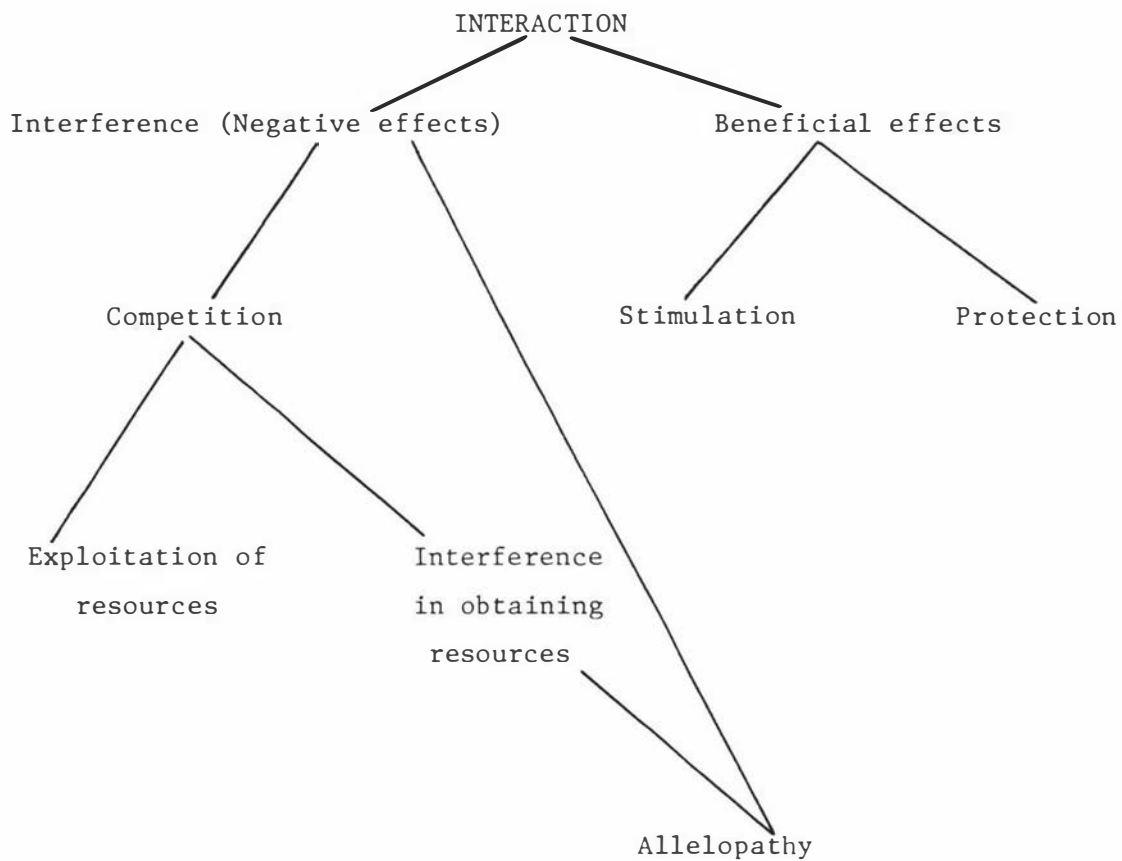 INTERACTION
Interference (Negative effects)
Beneficial effects
Competition
Stimulation
Protection
Exploitation of
resources
Interference
in obtaining
resources
Allelopathy